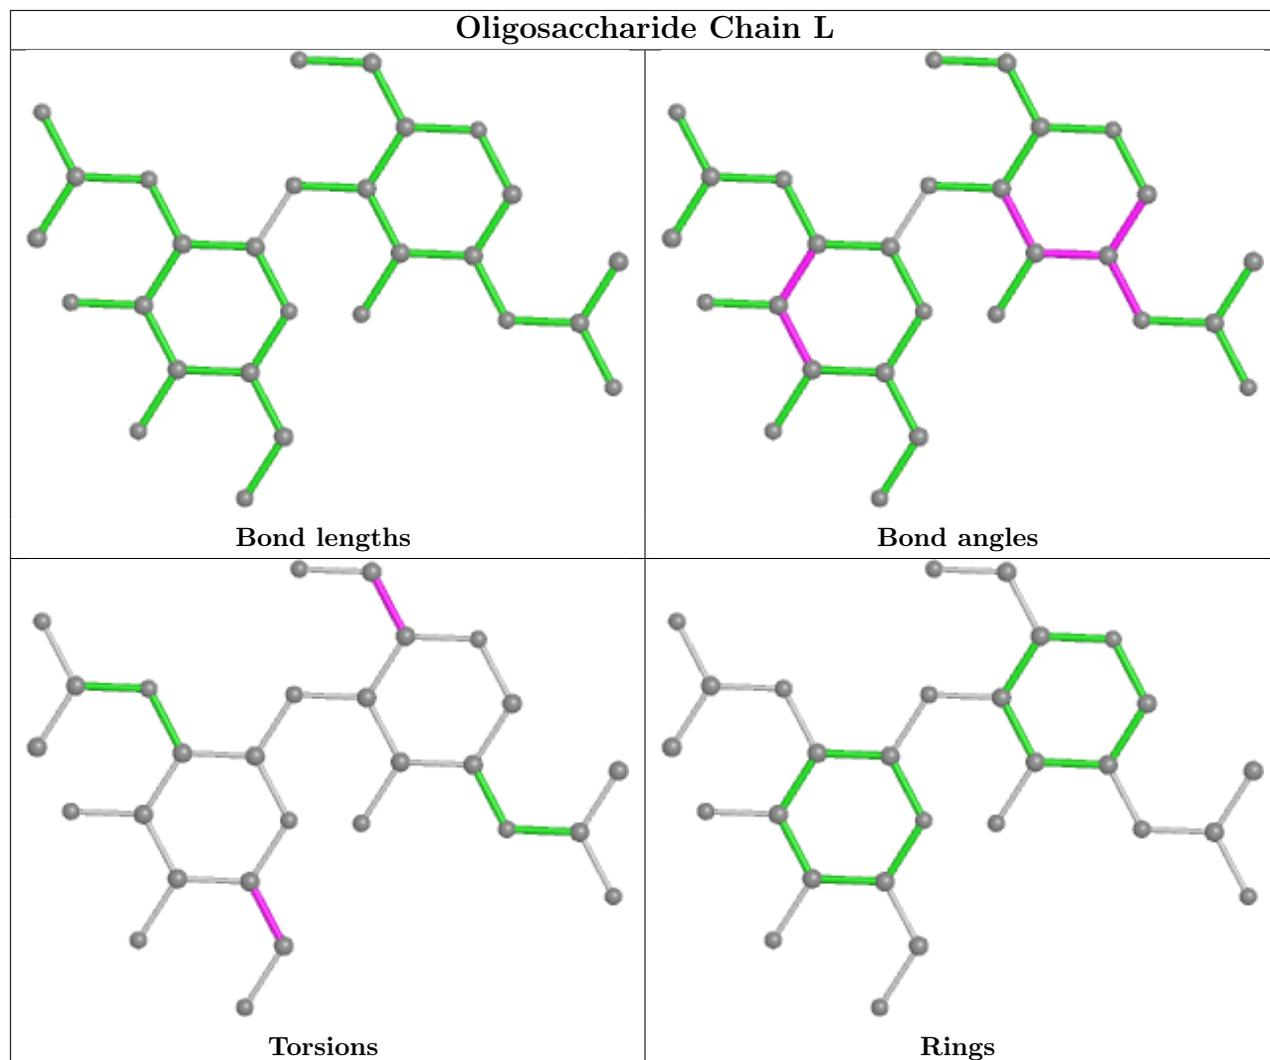 Oligosaccharide Chain L
Bond lengths
Bond angles
Torsions
Rings